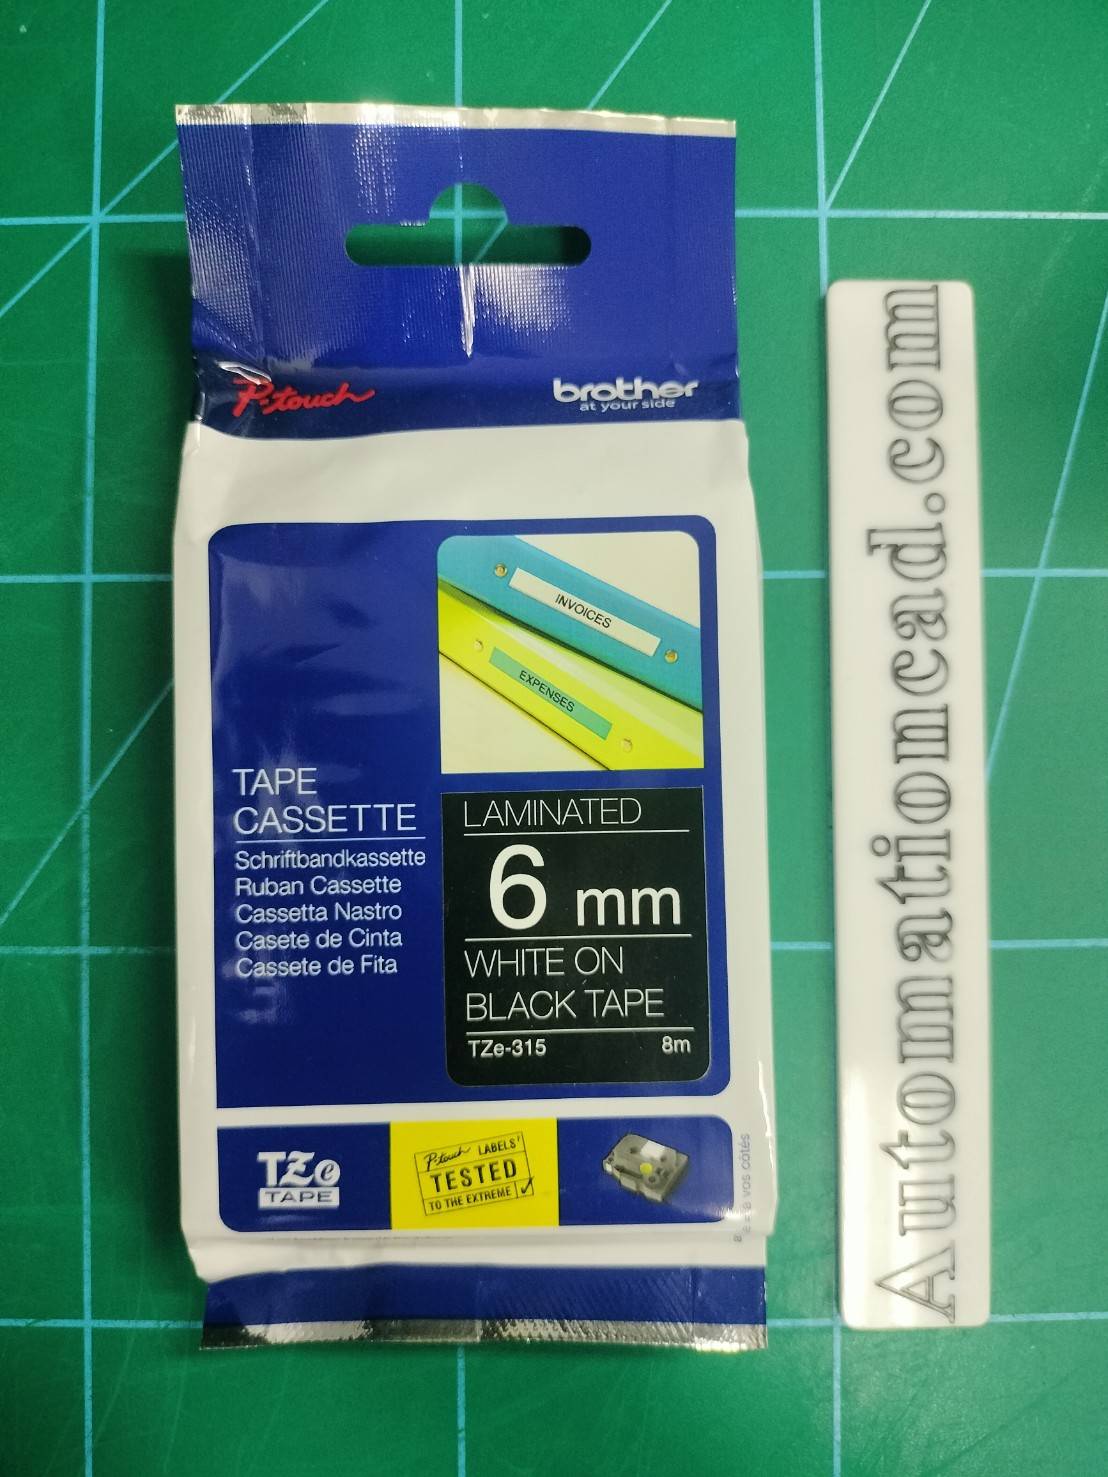 P-touch
brother
at your side
INVOICES
EXPENSES
TAPE
CASSETTE
Schriftbandkassette
Ruban Cassette
Cassetta Nastro
Casete de Cinta
Cassete de Fita
LAMINATED
6 mm
WHITE ON
BLACK TAPE
TZe-315 8m
TZe
TAPE
P-touch LABELS
TESTED
TO THE EXTREME
vos côtés
Automationcad.com